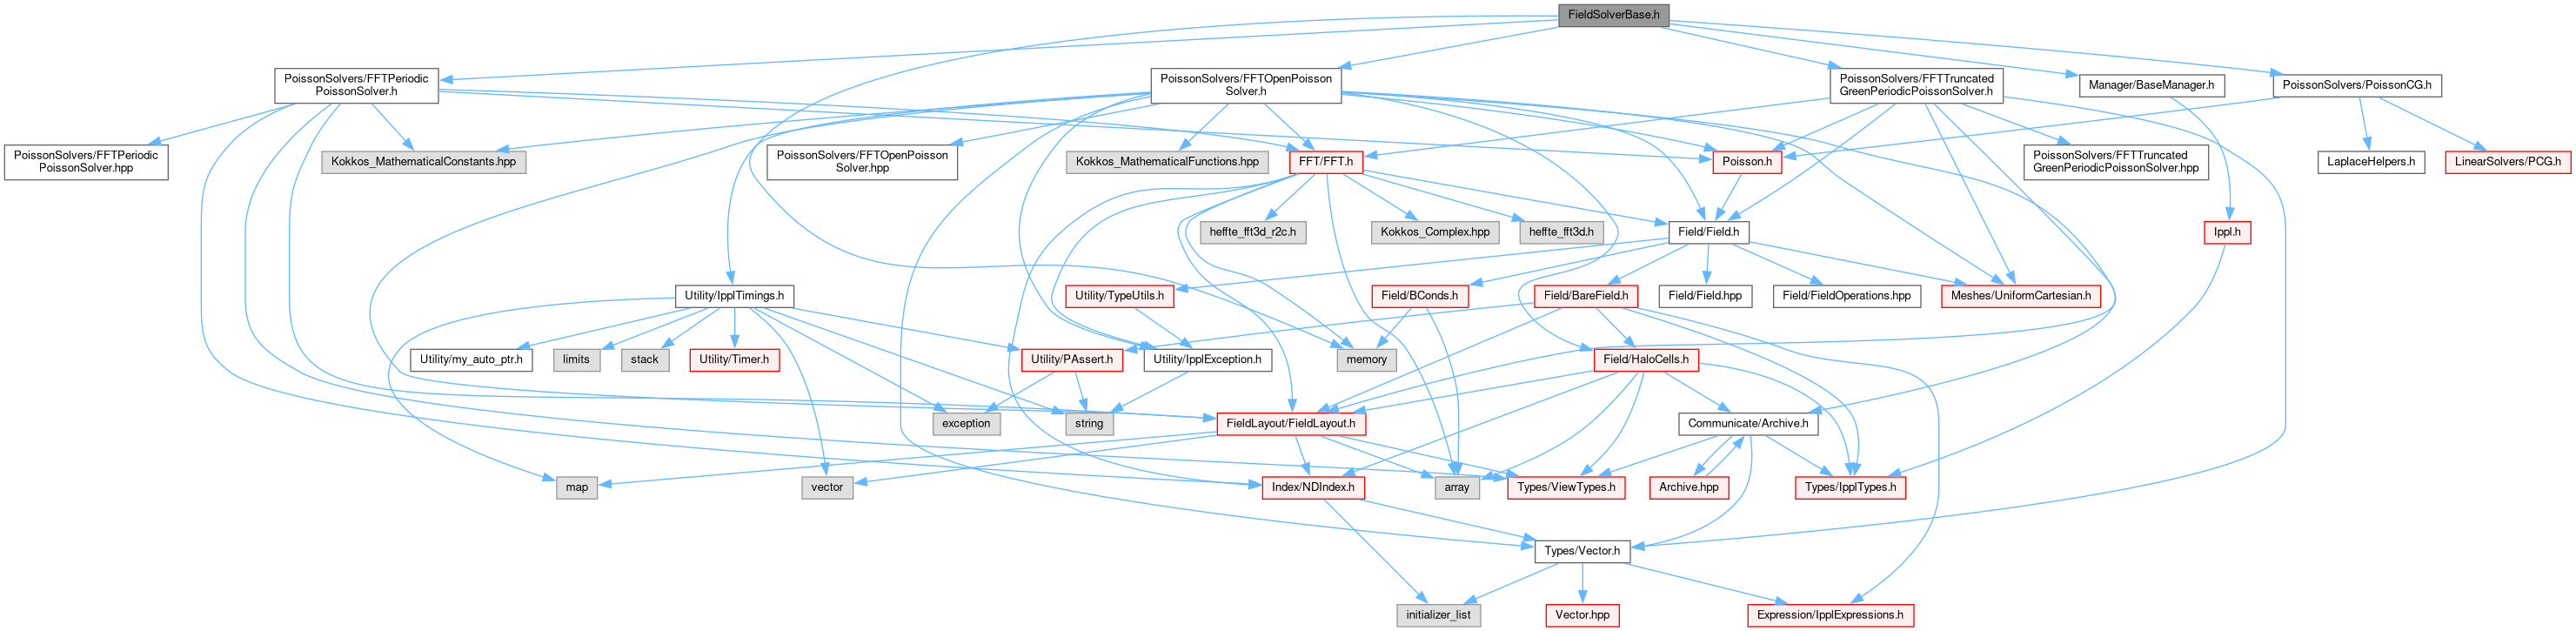 FieldSolverBase.h
PoissonSolvers/FFTPeriodic
PoissonSolver.h
PoissonSolvers/FFTOpenPoisson
Solver.h
PoissonSolvers/FFTTruncated
GreenPeriodicPoissonSolver.h
Manager/BaseManager.h
PoissonSolvers/PoissonCG.h
PoissonSolvers/FFTPeriodic
PoissonSolver.hpp
Kokkos_MathematicalConstants.hpp
PoissonSolvers/FFTOpenPoisson
Solver.hpp
Kokkos_MathematicalFunctions.hpp
FFT/FFT.h
Poisson.h
PoissonSolvers/FFTTruncated
GreenPeriodicPoissonSolver.hpp
LaplaceHelpers.h
LinearSolvers/PCG.h
heffte_fft3d_r2c.h
Kokkos_Complex.hpp
heffte_fft3d.h
Field/Field.h
Ippl.h
Utility/IpplTimings.h
Utility/TypeUtils.h
Field/BConds.h
Field/BareField.h
Field/Field.hpp
Field/FieldOperations.hpp
Meshes/UniformCartesian.h
Utility/my_auto_ptr.h
limits
stack
Utility/Timer.h
Utility/PAssert.h
Utility/IpplException.h
memory
Field/HaloCells.h
exception
string
FieldLayout/FieldLayout.h
Communicate/Archive.h
map
vector
Index/NDIndex.h
array
Types/ViewTypes.h
Archive.hpp
Types/IpplTypes.h
Types/Vector.h
initializer_list
Vector.hpp
Expression/IpplExpressions.h